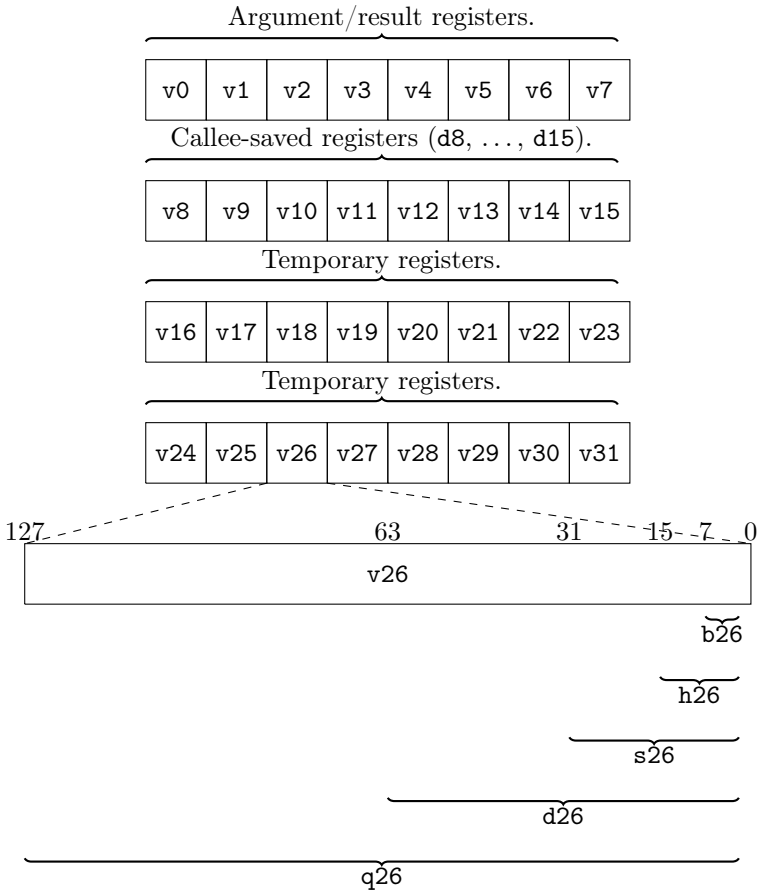 Argument/result registers.
v0 v1 v2 v3 v4 v5 v6 v7
Callee-saved registers (d8, ..., d15).
v8 v9 v10 v11 v12 v13 v14 v15
Temporary registers.
v16 v17 v18 v19 v20 v21 v22 v23
Temporary registers.
v24 v25 v26 v27 v28 v29 v30 v31
127 63 31 15 7 0
v26
b26
h26
s26
d26
q26